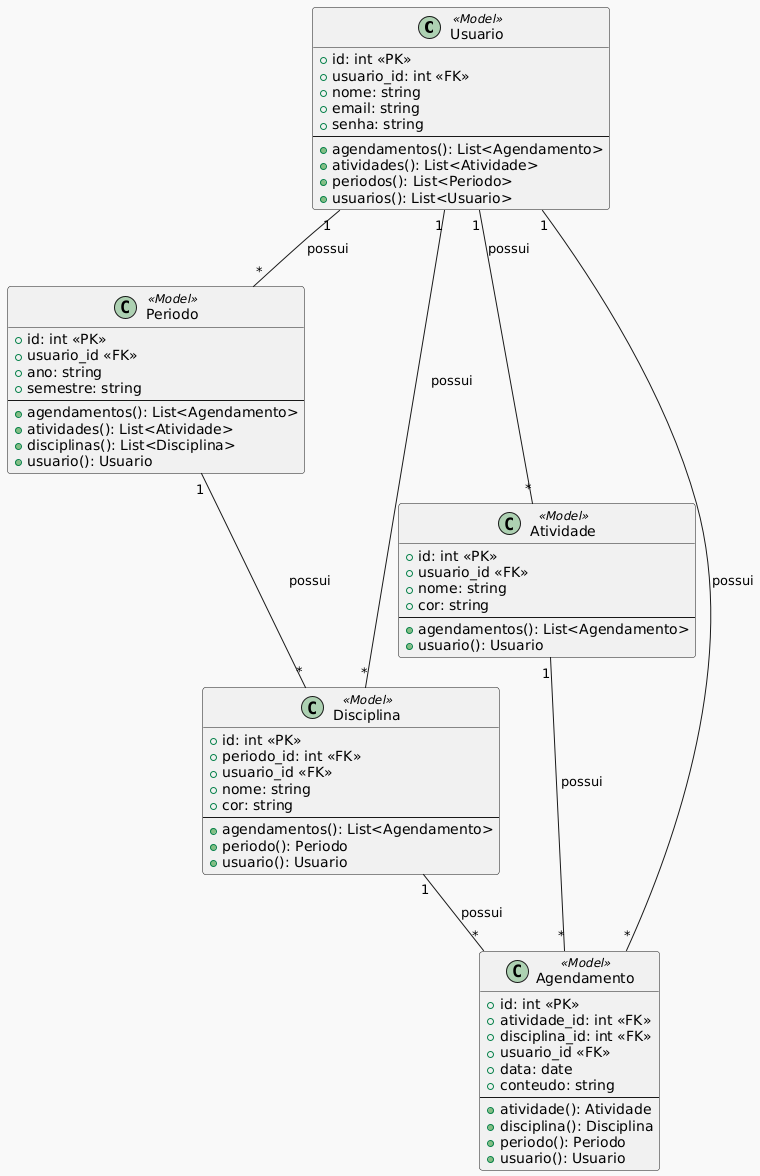 «Model»
C Usuario
id: int «PK»
usuario_id: int «FK»
nome: string
email: string
senha: string
agendamentos(): List<Agendamento>
atividades(): List<Atividade>
periodos(): List<Periodo>
usuarios(): List<Usuario>
1
1
1
1
possui
possui
*
«Model»
C Periodo
id: int «PK»
usuario_id «FK»
ano: string
semestre: string
agendamentos(): List<Agendamento>
atividades(): List<Atividade>
disciplinas(): List<Disciplina>
usuario(): Usuario
possui
1
*
«Model»
C Atividade
id: int «PK»
usuario_id «FK»
nome: string
cor: string
agendamentos(): List<Agendamento>
usuario(): Usuario
possui
possui
*
*
1
«Model»
C Disciplina
id: int «PK»
periodo_id: int «FK»
usuario_id «FK»
nome: string
cor: string
agendamentos(): List<Agendamento>
periodo(): Periodo
usuario(): Usuario
possui
1
possui
*
*
*
«Model»
C Agendamento
id: int «PK»
atividade_id: int «FK»
disciplina_id: int «FK»
usuario_id «FK»
data: date
conteudo: string
atividade(): Atividade
disciplina(): Disciplina
periodo(): Periodo
usuario(): Usuario